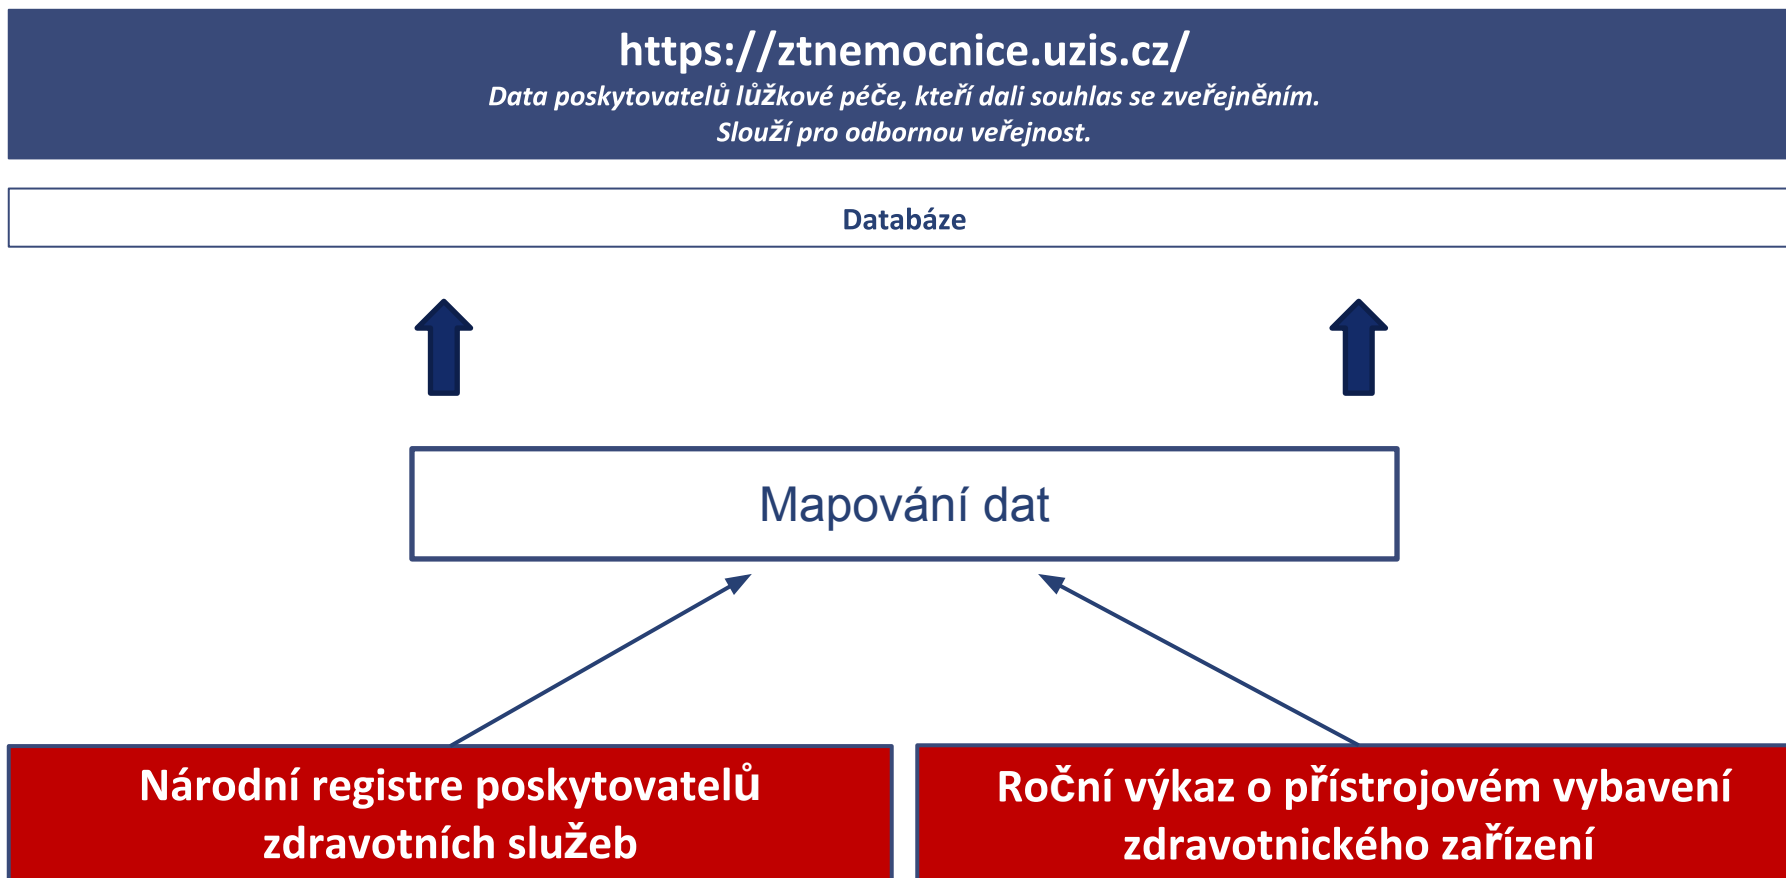 https://ztnemocnice.uzis.cz/
Data poskytovatelů lůžkové péče, kteří dali souhlas se zveřejněním.
Slouží pro odbornou veřejnost.
Databáze
Mapování dat
Národní registre poskytovatelů
zdravotních služeb
Roční výkaz o přístrojovém vybavení
zdravotnického zařízení